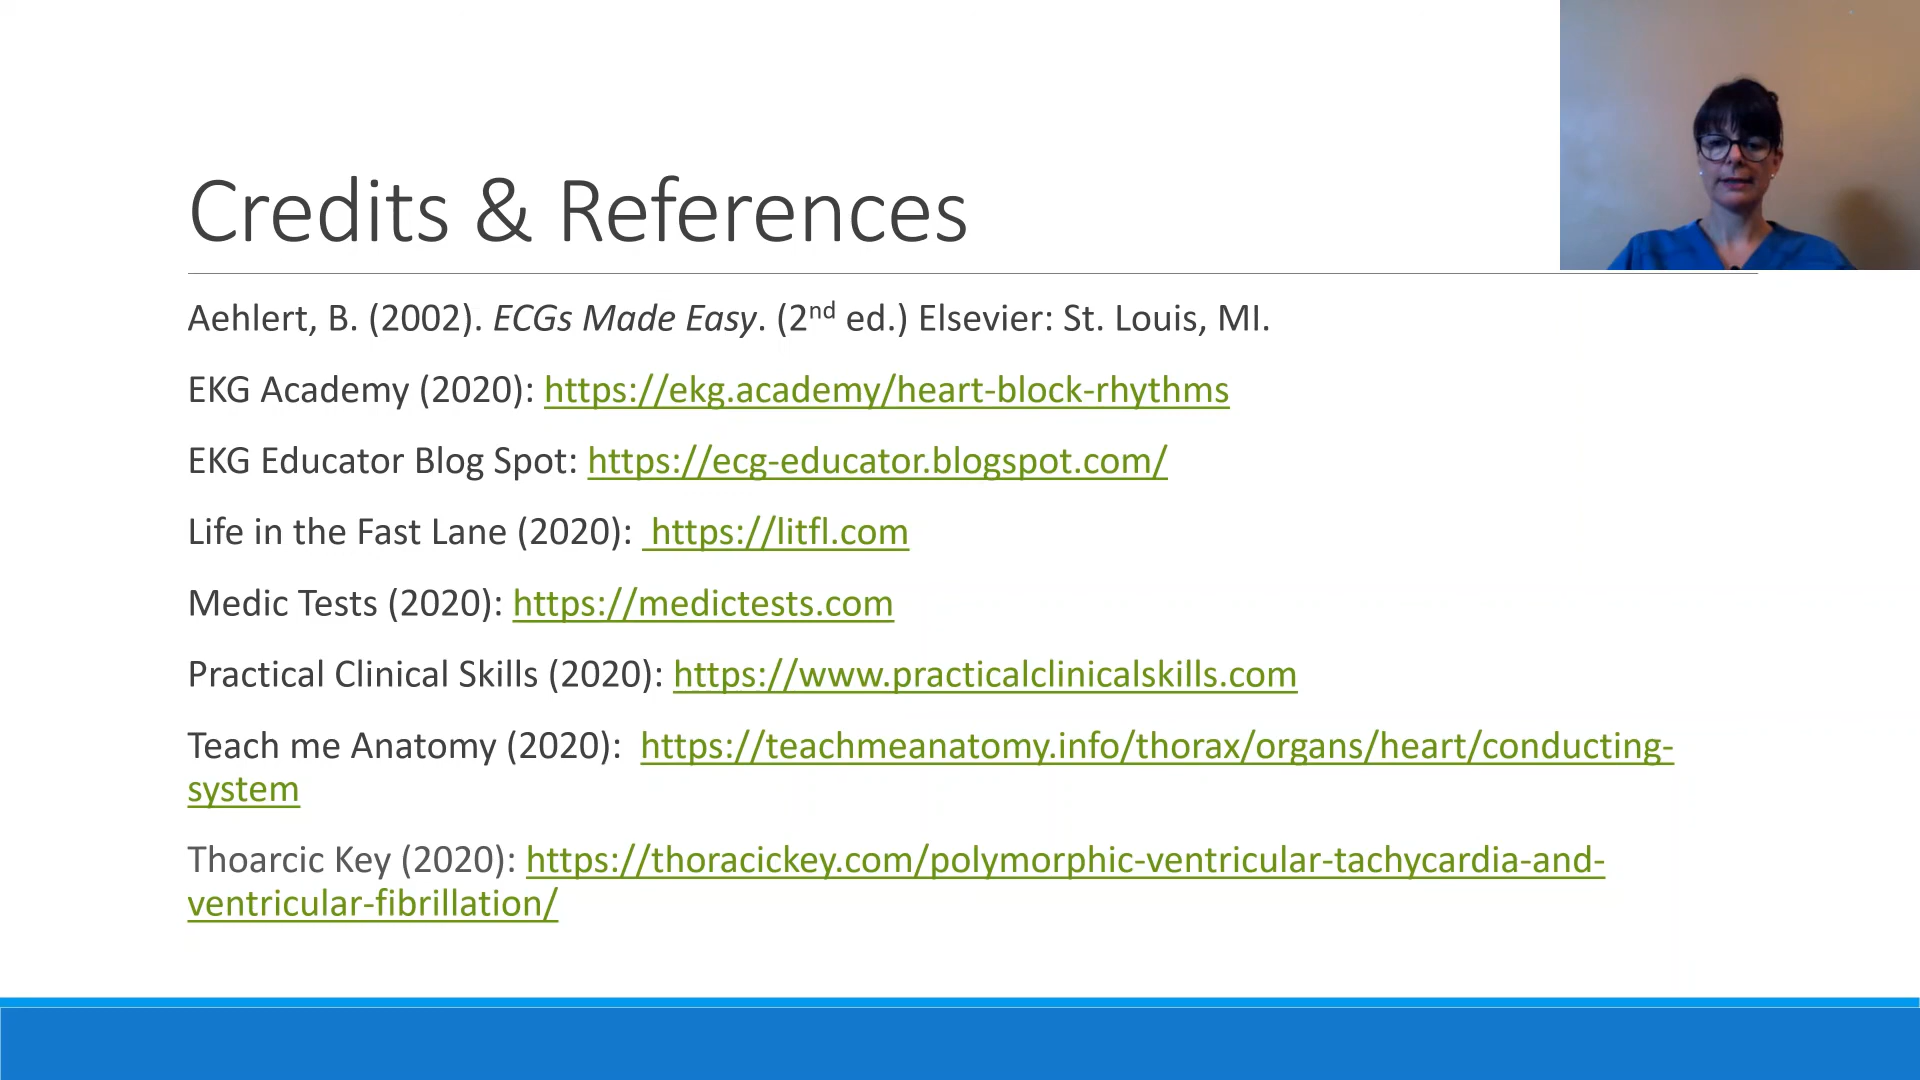 Credits & References
Aehlert, B. (2002). ECGs Made Easy. (2nd ed.) Elsevier: St. Louis, MI.
EKG Academy (2020): https://ekg.academy/heart-block-rhythms
EKG Educator Blog Spot: https://ecg-educator.blogspot.com/
Life in the Fast Lane (2020):  https://litfl.com
Medic Tests (2020): https://medictests.com
Practical Clinical Skills (2020): https://www.practicalclinicalskills.com
Teach me Anatomy (2020):  https://teachmeanatomy.info/thorax/organs/heart/conducting-
system
Thoarcic Key (2020): https://thoracickey.com/polymorphic-ventricular-tachycardia-and-
ventricular-fibrillation/